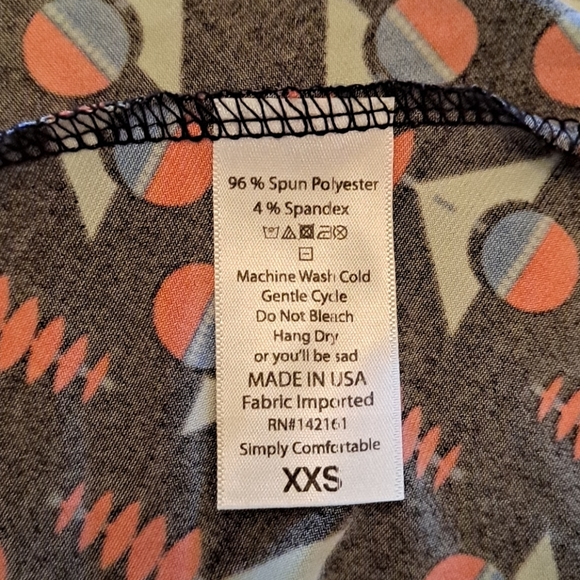 96 % Spun Polyester
4 % Spandex
Machine Wash Cold
Gentle Cycle
Do Not Bleach
Hang Dry
or you'll be sad
MADE IN USA
Fabric Imported
RN#142161
Simply Comfortable
XXS